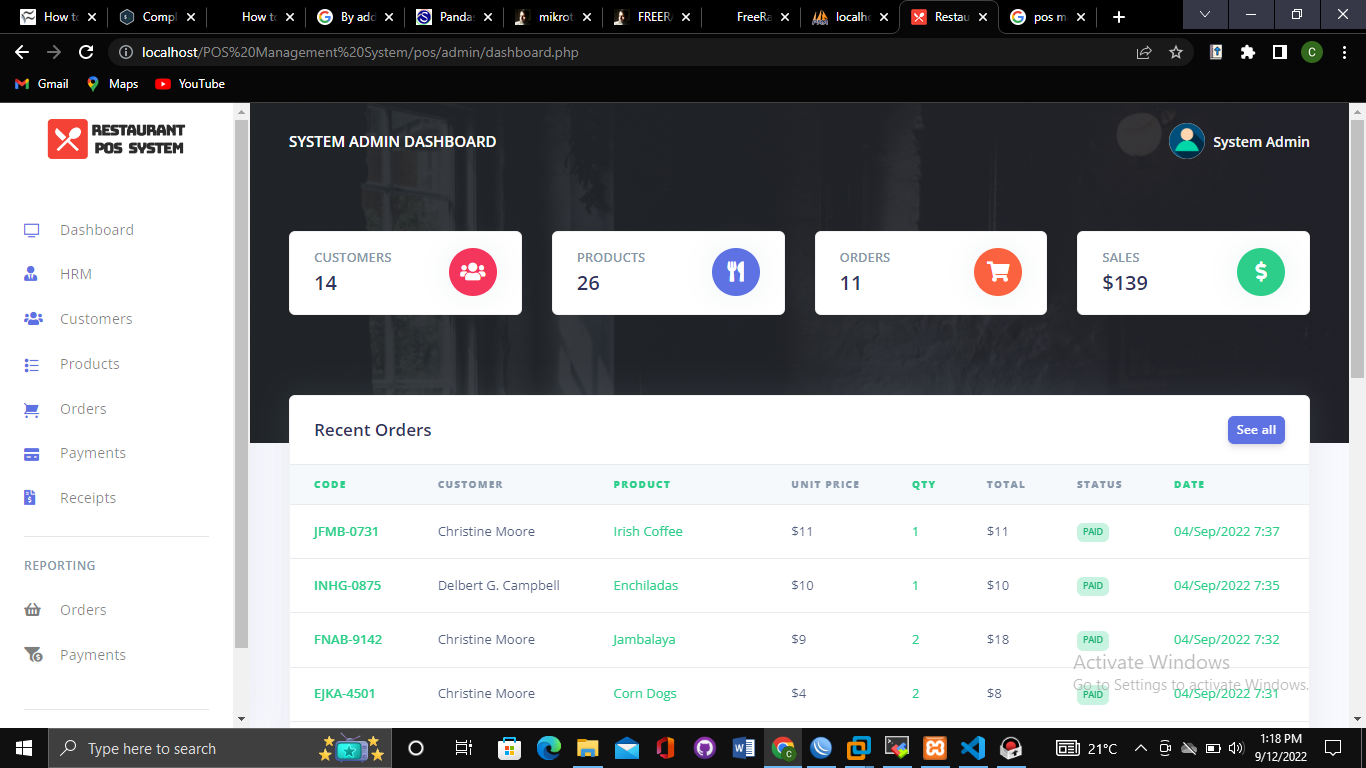 How to
Compl
How to
By add
Panda
mikrot
FREERA
FreeRa
localh
Restau
pos m
localhost/POS%20Management%20System/pos/admin/dashboard.php
C
Gmail
Maps
YouTube
RESTAURANT
POS SYSTEM
SYSTEM ADMIN DASHBOARD
System Admin
Dashboard
HRM
Customers
Products
Orders
Payments
Receipts
REPORTING
Orders
Payments
CUSTOMERS
14
PRODUCTS
26
ORDERS
11
SALES
$139
Recent Orders
See all
CODE CUSTOMER PRODUCT UNIT PRICE QTY TOTAL STATUS DATE
JFMB-0731 Christine Moore Irish Coffee $11 1 $11 PAID 04/Sep/2022 7:37
INHG-0875 Delbert G. Campbell Enchiladas $10 1 $10 PAID 04/Sep/2022 7:35
FNAB-9142 Christine Moore Jambalaya $9 2 $18 PAID 04/Sep/2022 7:32
EJKA-4501 Christine Moore Corn Dogs $4 2 $8 PAID 04/Sep/2022 7:31
Activate Windows
Go to Settings to activate Windows.
Type here to search
21°C
1:18 PM
9/12/2022